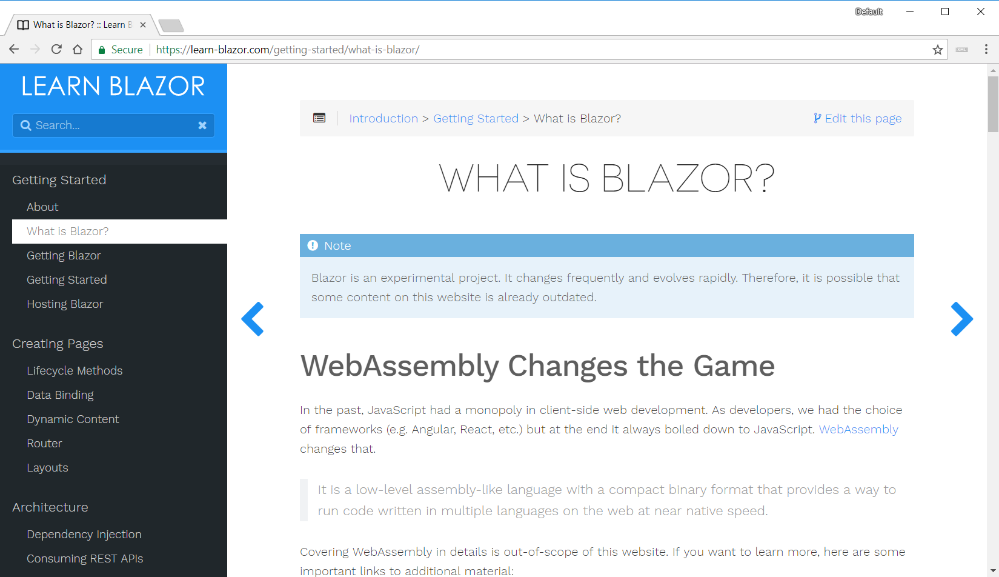 Default
What is Blazor? :: Learn B
Secure
https://learn-blazor.com/getting-started/what-is-blazor/
XML
LEARN BLAZOR
Search...
Getting Started
About
What is Blazor?
Getting Blazor
Getting Started
Hosting Blazor
Creating Pages
Lifecycle Methods
Data Binding
Dynamic Content
Router
Layouts
Architecture
Dependency Injection
Consuming REST APIs
Introduction > Getting Started > What is Blazor?
Edit this page
WHAT IS BLAZOR?
Note
Blazor is an experimental project. It changes frequently and evolves rapidly. Therefore, it is possible that
some content on this website is already outdated.
WebAssembly Changes the Game
In the past, JavaScript had a monopoly in client-side web development. As developers, we had the choice
of frameworks (e.g. Angular, React, etc.) but at the end it always boiled down to JavaScript. WebAssembly
changes that.
It is a low-level assembly-like language with a compact binary format that provides a way to
run code written in multiple languages on the web at near native speed.
Covering WebAssembly in details is out-of-scope of this website. If you want to learn more, here are some
important links to additional material: